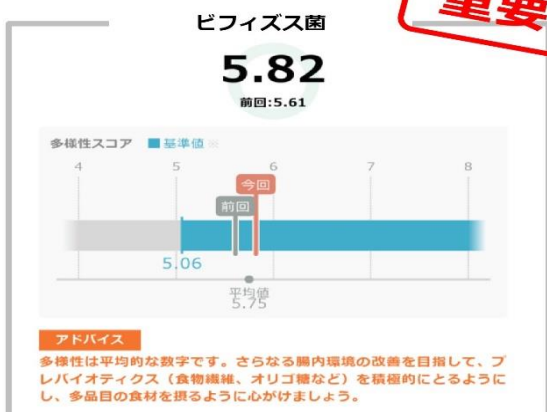 重要
ビフィズス菌
5.82
前回:5.61
多様性スコア 基準値
4 5 6 7 8
今回
前回
5.06
平均値
5.75
アドバイス
多様性は平均的な数字です。さらなる腸内環境の改善を目指して、プ
レバイオティクス（食物繊維、オリゴ糖など）を積極的にとるように
し、多品目の食材を摂るように心がけましょう。